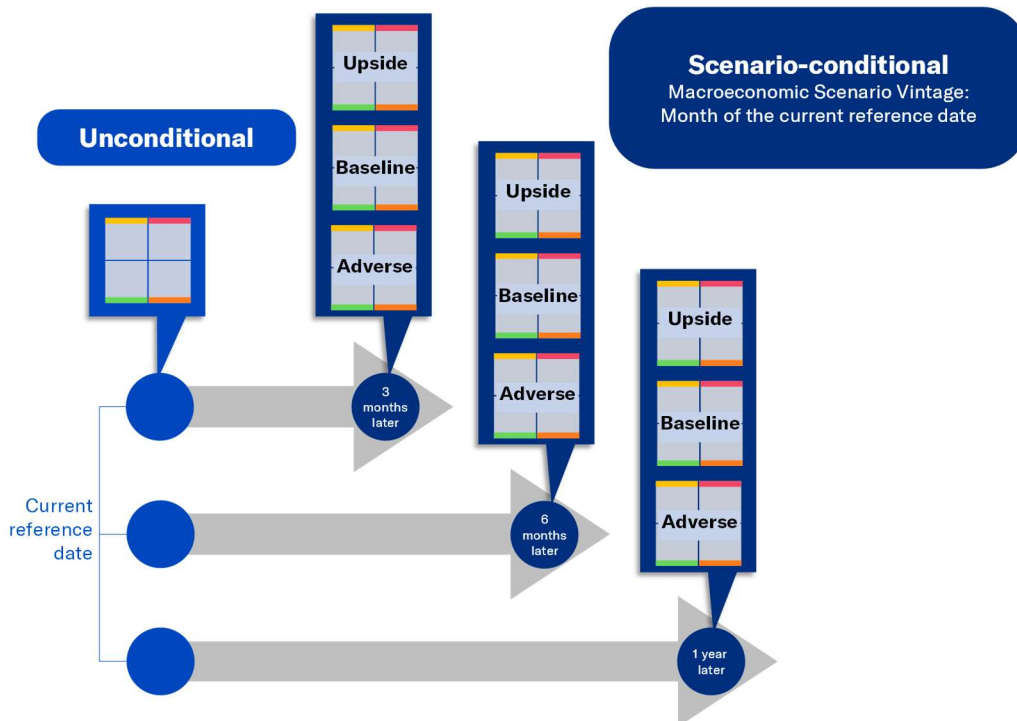 Unconditional
Scenario-conditional
Macroeconomic Scenario Vintage:
Month of the current reference date
Upside
Baseline
Adverse
Upside
Baseline
Adverse
Upside
Baseline
Adverse
Current
reference
date
3
months
later
6
months
later
1 year
later